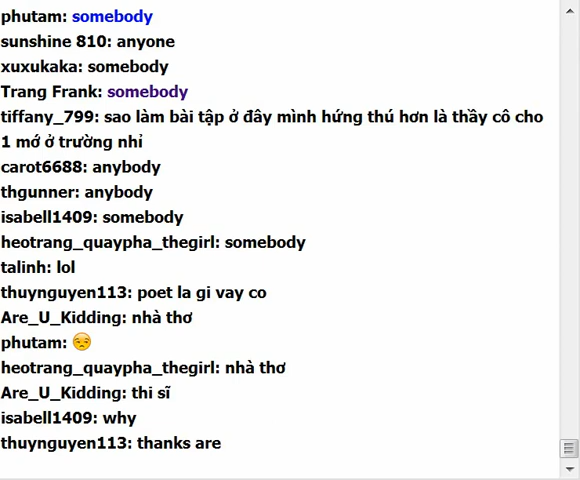 phutam: somebody
sunshine 810: anyone
xuxukaka: somebody
Trang Frank: somebody
tiffany_799: sao làm bài tập ở đây mình hứng thú hơn là thầy cô cho
1 mớ ở trường nhỉ
carot6688: anybody
thgunner: anybody
isabell1409: somebody
heotrang_quaypha_thegirl: somebody
talinh: lol
thuynguyen113: poet la gi vay co
Are_U_Kidding: nhà thơ
phutam: 😒
heotrang_quaypha_thegirl: nhà thơ
Are_U_Kidding: thi sĩ
isabell1409: why
thuynguyen113: thanks are